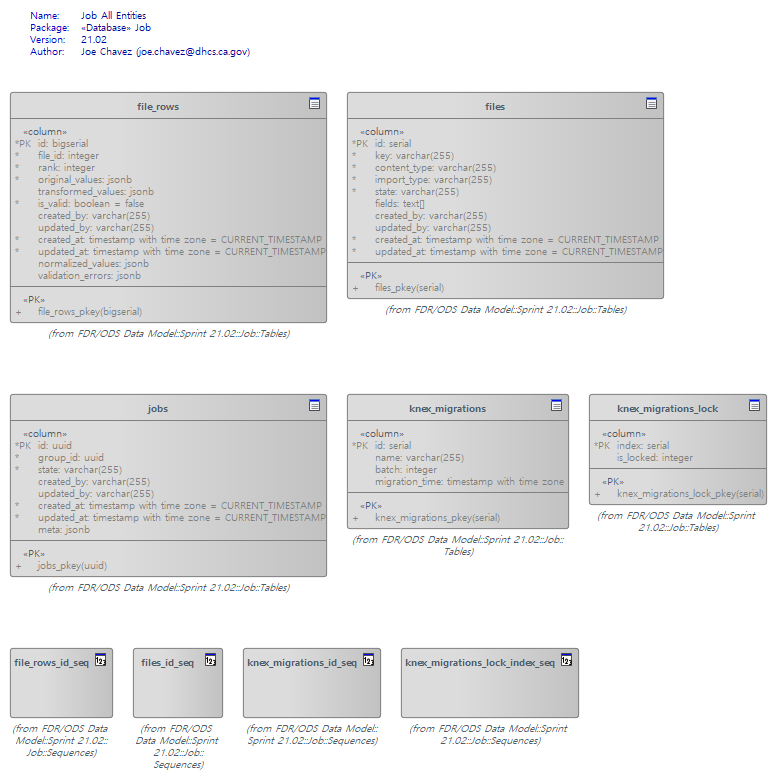 Name: Job All Entities
Package: «Database» Job
Version: 21.02
Author: Joe Chavez (joe.chavez@dhcs.ca.gov)
file_rows
«column»
*PK id: bigserial
* file_id: integer
* rank: integer
* original_values: jsonb
transformed_values: jsonb
* is_valid: boolean = false
created_by: varchar(255)
updated_by: varchar(255)
* created_at: timestamp with time zone = CURRENT_TIMESTAMP
* updated_at: timestamp with time zone = CURRENT_TIMESTAMP
normalized_values: jsonb
validation_errors: jsonb
«PK»
+ file_rows_pkey(bigserial)
(from FDR/ODS Data Model::Sprint 21.02::Job::Tables)
files
«column»
*PK id: serial
* key: varchar(255)
* content_type: varchar(255)
* import_type: varchar(255)
* state: varchar(255)
fields: text[]
created_by: varchar(255)
updated_by: varchar(255)
* created_at: timestamp with time zone = CURRENT_TIMESTAMP
* updated_at: timestamp with time zone = CURRENT_TIMESTAMP
«PK»
+ files_pkey(serial)
(from FDR/ODS Data Model::Sprint 21.02::Job::Tables)
jobs
«column»
*PK id: uuid
* group_id: uuid
* state: varchar(255)
created_by: varchar(255)
updated_by: varchar(255)
* created_at: timestamp with time zone = CURRENT_TIMESTAMP
* updated_at: timestamp with time zone = CURRENT_TIMESTAMP
meta: jsonb
«PK»
+ jobs_pkey(uuid)
(from FDR/ODS Data Model::Sprint 21.02::Job::Tables)
knex_migrations
«column»
*PK id: serial
name: varchar(255)
batch: integer
migration_time: timestamp with time zone
«PK»
+ knex_migrations_pkey(serial)
(from FDR/ODS Data Model::Sprint 21.02::Job::
Tables)
knex_migrations_lock
«column»
*PK index: serial
is_locked: integer
«PK»
+ knex_migrations_lock_pkey(serial)
(from FDR/ODS Data Model::Sprint
21.02::Job::Tables)
file_rows_id_seq
(from FDR/ODS Data
Model::Sprint 21.02::
Job::Sequences)
files_id_seq
(from FDR/ODS
Data Model::Sprint
21.02::Job::
Sequences)
knex_migrations_id_seq
(from FDR/ODS Data Model::
Sprint 21.02::Job::Sequences)
knex_migrations_lock_index_seq
(from FDR/ODS Data Model::Sprint
21.02::Job::Sequences)